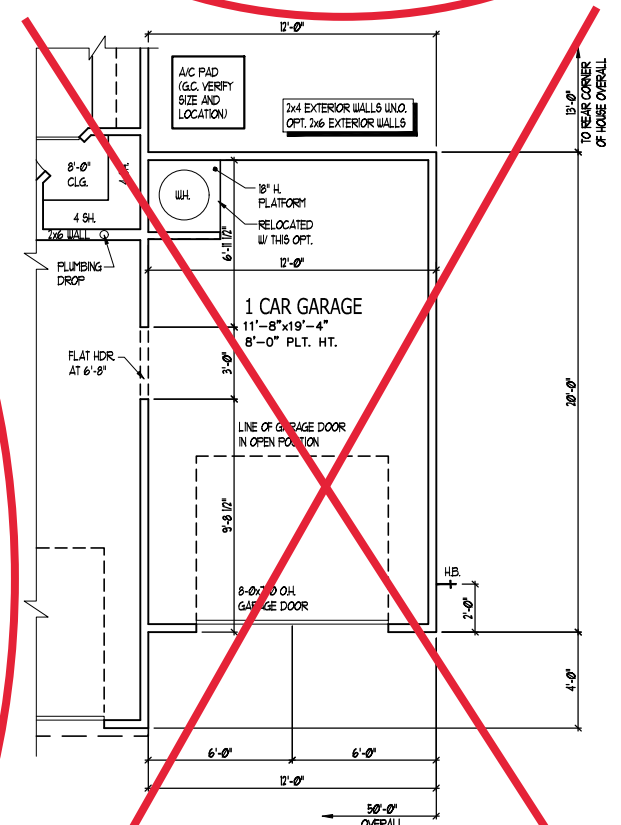 12'-0"
A/C PAD
(G.C. VERIFY
SIZE AND
LOCATION)
2x4 EXTERIOR WALLS U.N.O.
OPT. 2x6 EXTERIOR WALLS
13'-0"
TO REAR CORNER
OF HOUSE OVERALL
8'-0"
CLG.
4 SH.
2x6 WALL
PLUMBING
DROP
W.H.
18" H.
PLATFORM
RELOCATED
W/ THIS OPT.
6'-11 1/2"
12'-0"
1 CAR GARAGE
11'-8"x19'-4"
8'-0" PLT. HT.
FLAT HDR.
AT 6'-8"
3'-0"
20'-0"
LINE OF GARAGE DOOR
IN OPEN POSITION
9'-8 1/2"
H.B.
2'-0"
O.H.
GARAGE DOOR
4'-0"
6'-0"
6'-0"
12'-0"
50'-0"
OVERALL